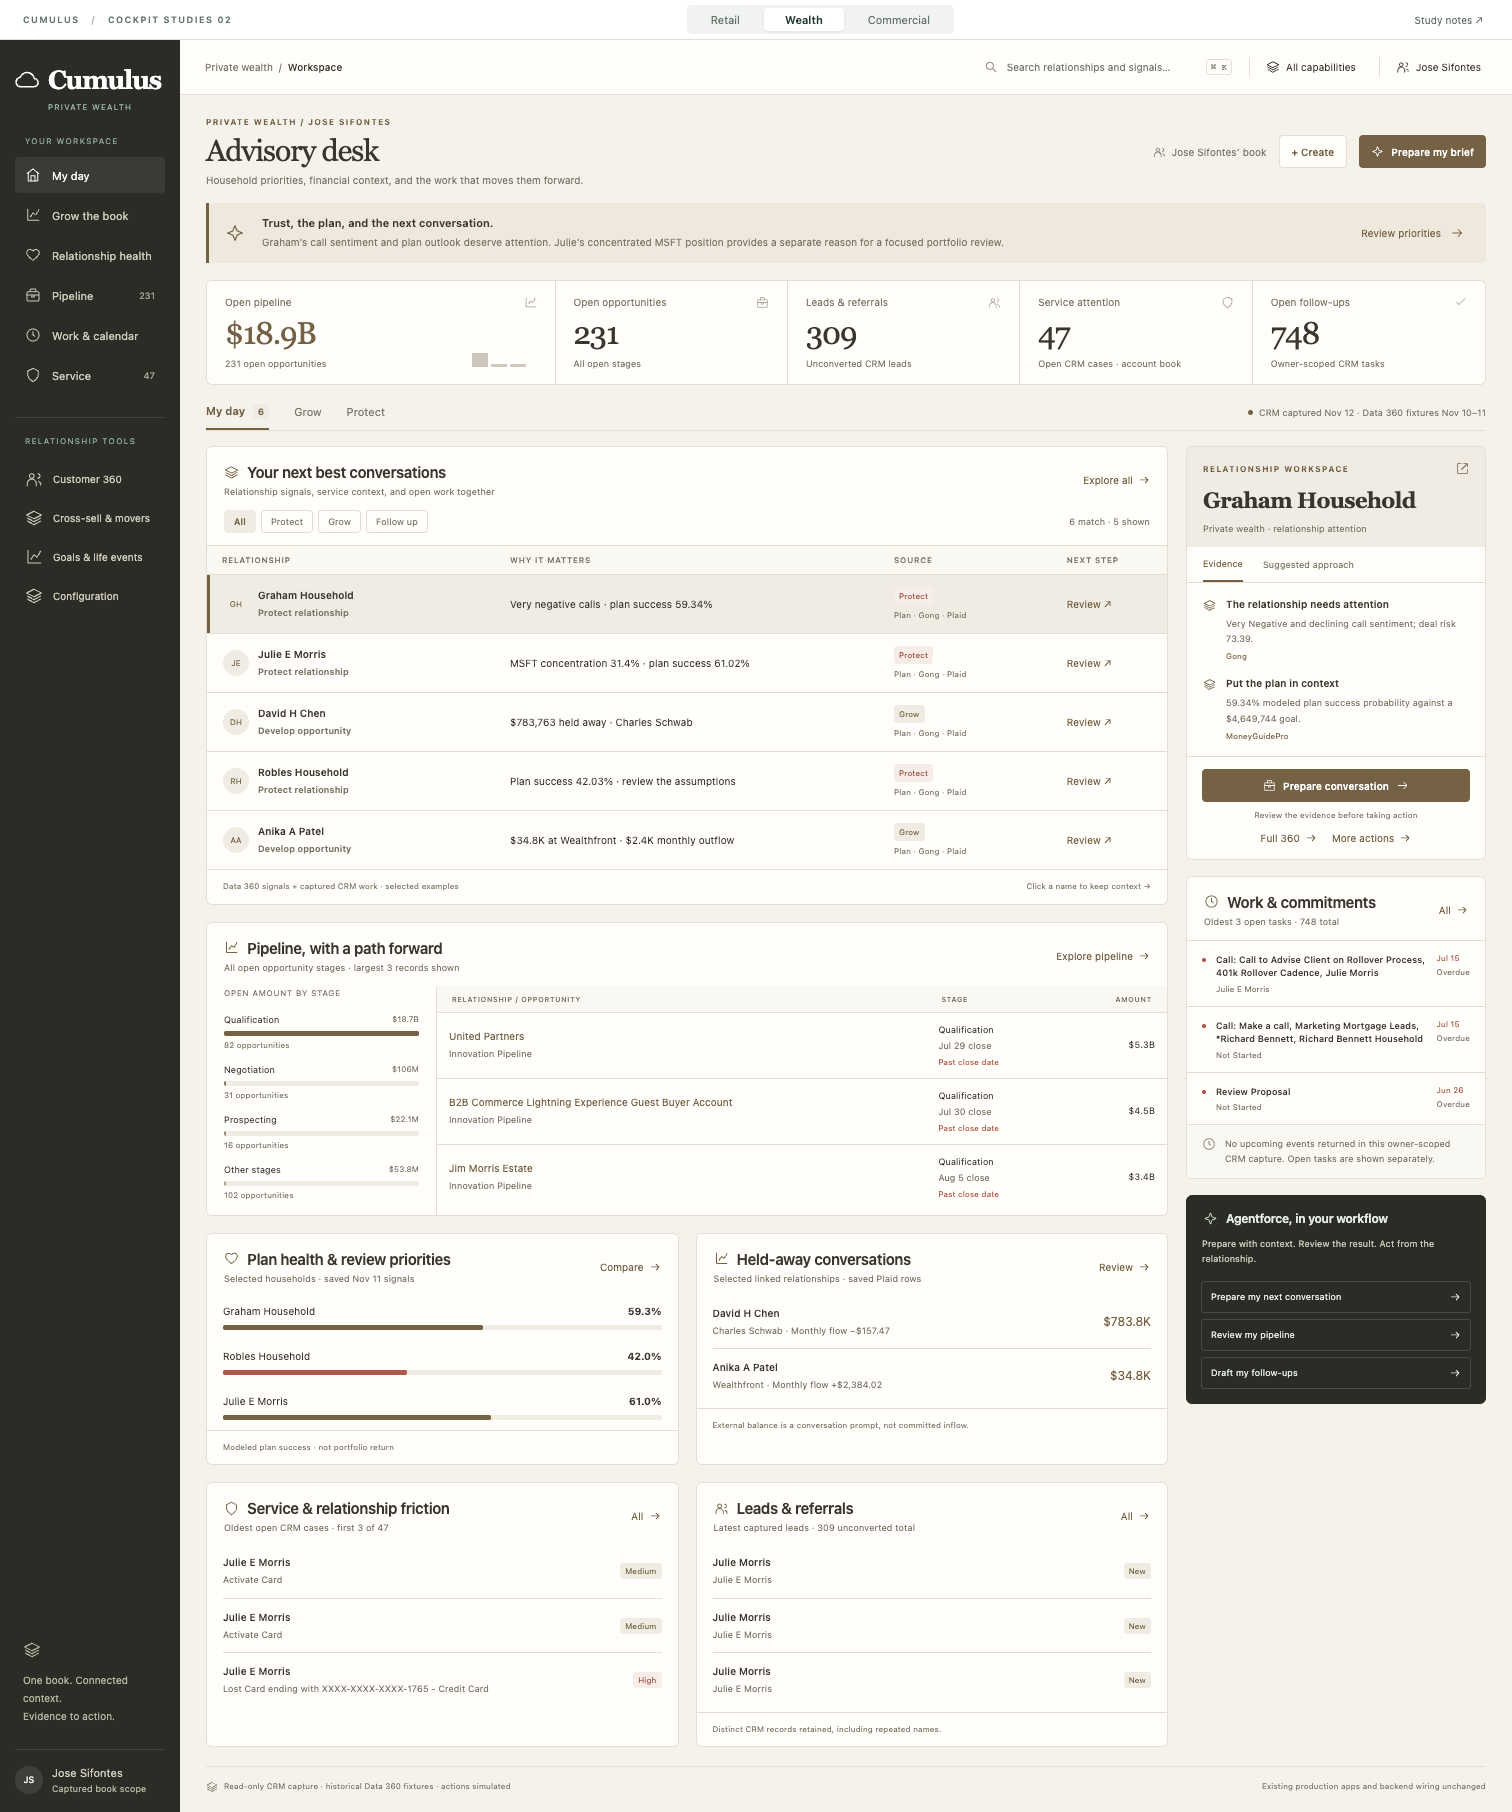 CUMULUS / COCKPIT STUDIES 02
Retail
Wealth
Commercial
Study notes ↗
Cumulus
PRIVATE WEALTH
YOUR WORKSPACE
My day
Grow the book
Relationship health
Pipeline 231
Work & calendar
Service 47
RELATIONSHIP TOOLS
Customer 360
Cross-sell & movers
Goals & life events
Configuration
One book. Connected
context.
Evidence to action.
JS
Jose Sifontes
Captured book scope
Private wealth / Workspace
Search relationships and signals...
⌘ K
All capabilities
Jose Sifontes
PRIVATE WEALTH / JOSE SIFONTES
Advisory desk
Household priorities, financial context, and the work that moves them forward.
Jose Sifontes' book
+ Create
Prepare my brief
Trust, the plan, and the next conversation.
Graham's call sentiment and plan outlook deserve attention. Julie's concentrated MSFT position provides a separate reason for a focused portfolio review.
Review priorities →
Open pipeline
$18.9B
231 open opportunities
Open opportunities
231
All open stages
Leads & referrals
309
Unconverted CRM leads
Service attention
47
Open CRM cases · account book
Open follow-ups
748
Owner-scoped CRM tasks
My day 6
Grow
Protect
CRM captured Nov 12 · Data 360 fixtures Nov 10–11
Your next best conversations
Relationship signals, service context, and open work together
Explore all →
All
Protect
Grow
Follow up
6 match · 5 shown
RELATIONSHIP
WHY IT MATTERS
SOURCE
NEXT STEP
GH
Graham Household
Protect relationship
Very negative calls · plan success 59.34%
Protect
Plan · Gong · Plaid
Review ↗
JE
Julie E Morris
Protect relationship
MSFT concentration 31.4% · plan success 61.02%
Protect
Plan · Gong · Plaid
Review ↗
DH
David H Chen
Develop opportunity
$783,763 held away · Charles Schwab
Grow
Plan · Gong · Plaid
Review ↗
RH
Robles Household
Protect relationship
Plan success 42.03% · review the assumptions
Protect
Plan · Gong · Plaid
Review ↗
AA
Anika A Patel
Develop opportunity
$34.8K at Wealthfront · $2.4K monthly outflow
Grow
Plan · Gong · Plaid
Review ↗
Data 360 signals + captured CRM work · selected examples
Click a name to keep context →
Pipeline, with a path forward
All open opportunity stages · largest 3 records shown
Explore pipeline →
OPEN AMOUNT BY STAGE
Qualification $18.7B
82 opportunities
Negotiation $106M
31 opportunities
Prospecting $22.1M
16 opportunities
Other stages $53.8M
102 opportunities
RELATIONSHIP / OPPORTUNITY
STAGE
AMOUNT
United Partners
Innovation Pipeline
Qualification
Jul 29 close
Past close date
$5.3B
B2B Commerce Lightning Experience Guest Buyer Account
Innovation Pipeline
Qualification
Jul 30 close
Past close date
$4.5B
Jim Morris Estate
Innovation Pipeline
Qualification
Aug 5 close
Past close date
$3.4B
Plan health & review priorities
Selected households · saved Nov 11 signals
Compare →
Graham Household 59.3%
Robles Household 42.0%
Julie E Morris 61.0%
Modeled plan success · not portfolio return
Held-away conversations
Selected linked relationships · saved Plaid rows
Review →
David H Chen
Charles Schwab · Monthly flow −$157.47
$783.8K
Anika A Patel
Wealthfront · Monthly flow +$2,384.02
$34.8K
External balance is a conversation prompt, not committed inflow.
Service & relationship friction
Oldest open CRM cases · first 3 of 47
All →
Julie E Morris
Activate Card
Medium
Julie E Morris
Activate Card
Medium
Julie E Morris
Lost Card ending with XXXX-XXXX-XXXX-1765 - Credit Card
High
Leads & referrals
Latest captured leads · 309 unconverted total
All →
Julie Morris
Julie E Morris
New
Julie Morris
Julie E Morris
New
Julie Morris
Julie E Morris
New
Distinct CRM records retained, including repeated names.
RELATIONSHIP WORKSPACE
Graham Household
Private wealth · relationship attention
Evidence
Suggested approach
The relationship needs attention
Very Negative and declining call sentiment; deal risk
73.39.
Gong
Put the plan in context
59.34% modeled plan success probability against a
$4,649,744 goal.
MoneyGuidePro
Prepare conversation →
Review the evidence before taking action
Full 360 →
More actions →
Work & commitments
Oldest 3 open tasks · 748 total
All →
Call: Call to Advise Client on Rollover Process,
401k Rollover Cadence, Julie Morris
Julie E Morris
Jul 15
Overdue
Call: Make a call, Marketing Mortgage Leads,
*Richard Bennett, Richard Bennett Household
Not Started
Jul 15
Overdue
Review Proposal
Not Started
Jun 26
Overdue
No upcoming events returned in this owner-scoped
CRM capture. Open tasks are shown separately.
Agentforce, in your workflow
Prepare with context. Review the result. Act from the
relationship.
Prepare my next conversation →
Review my pipeline →
Draft my follow-ups →
Read-only CRM capture · historical Data 360 fixtures · actions simulated
Existing production apps and backend wiring unchanged